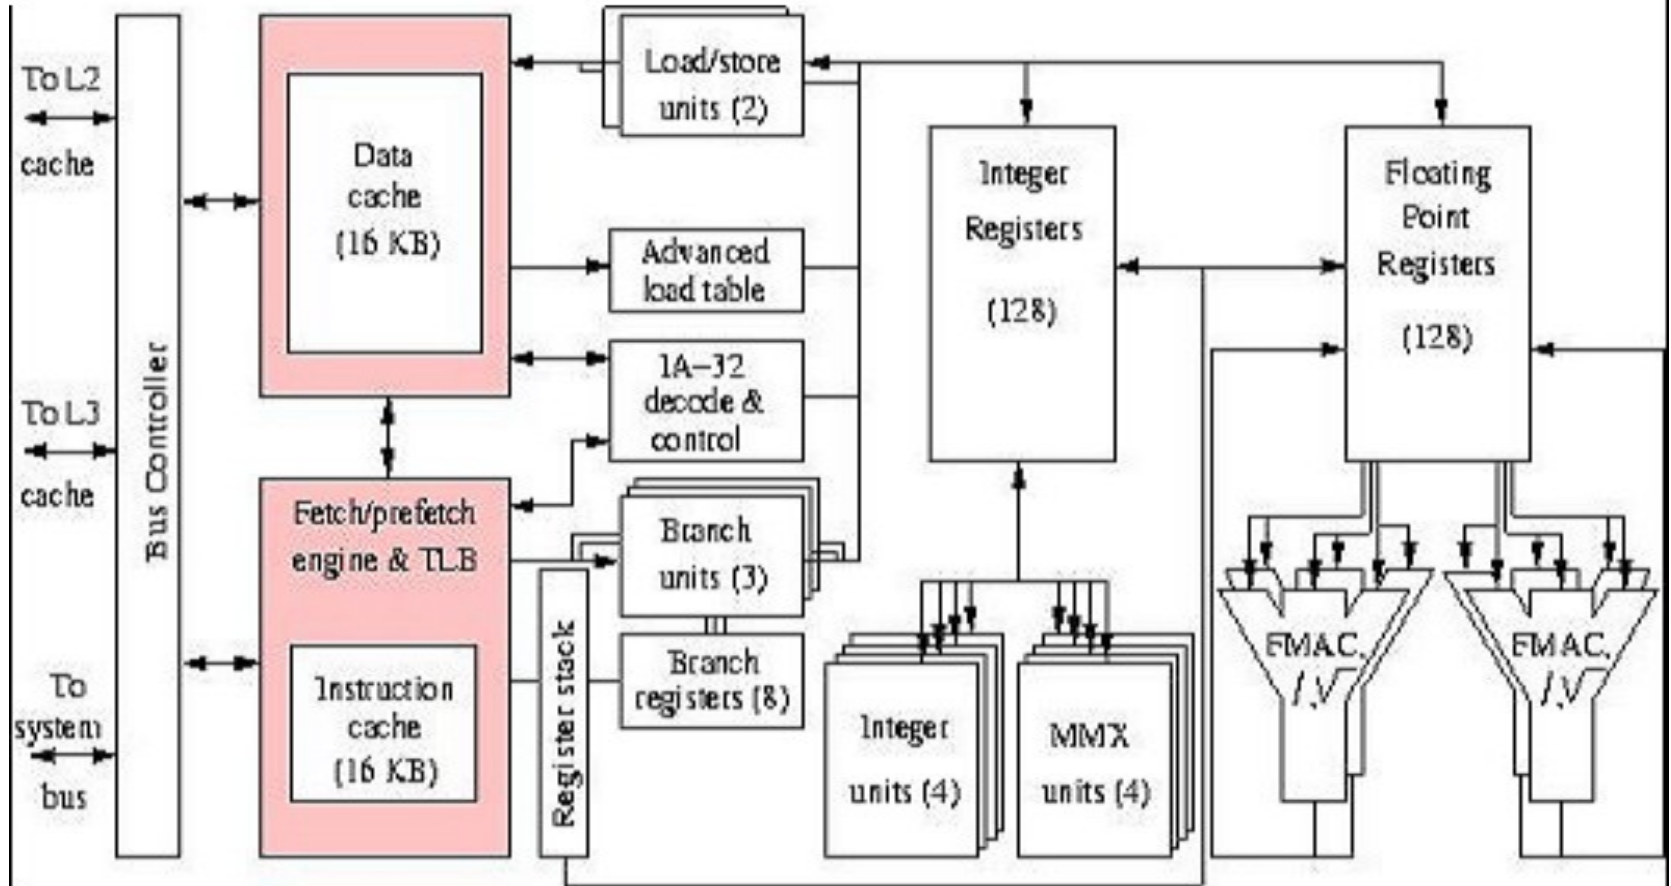 To L2
cache
To L3
cache
To
system
bus
Bus Controller
Data
cache
(16 KB)
Fetch/prefetch
engine & TLB
Instruction
cache
(16 KB)
Load/store
units (2)
Advanced
load table
IA-32
decode &
control
Branch
units (3)
Branch
registers (8)
Register stack
Integer
Registers
(128)
Floating
Point
Registers
(128)
Integer
units (4)
MMX
units (4)
FMAC
FMAC